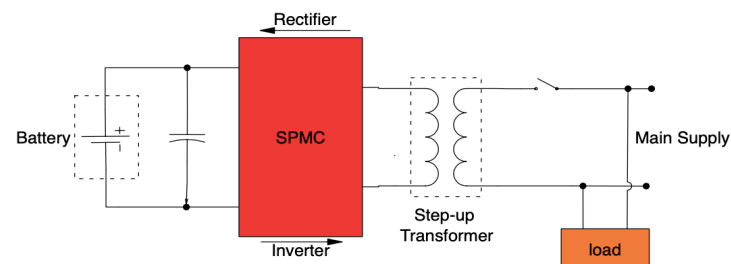 Rectifier
Battery
+
−
SPMC
Main Supply
Step-up
Transformer
Inverter
load